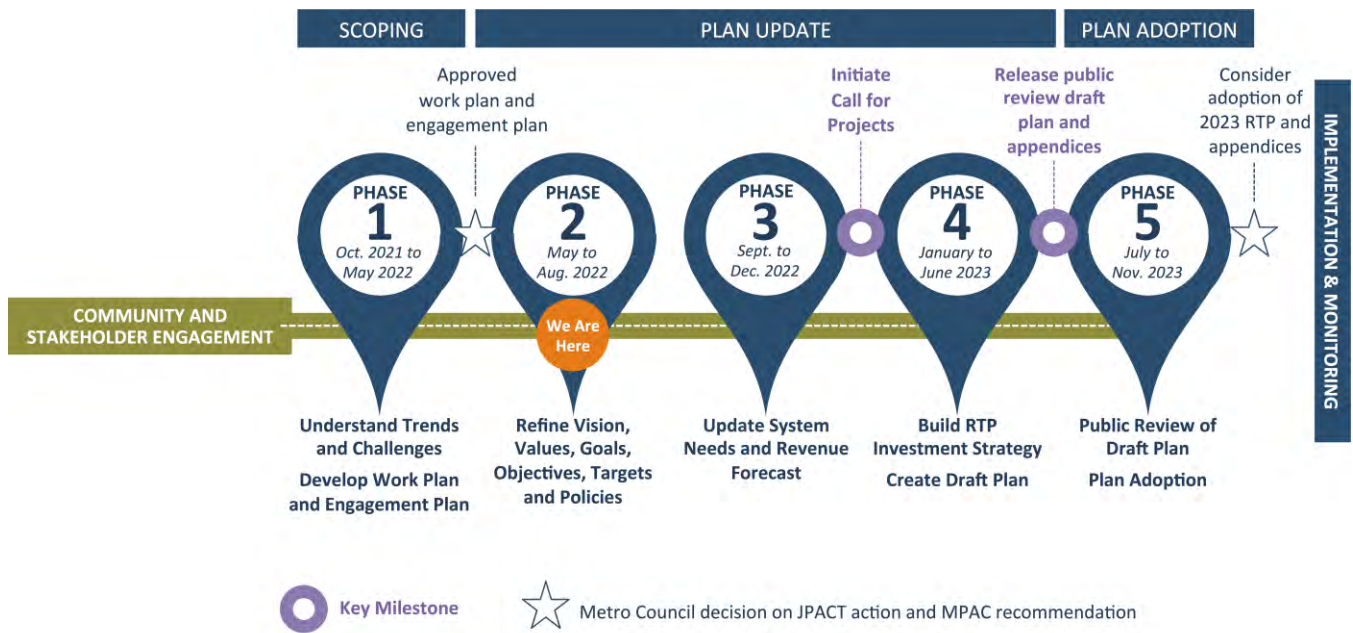 SCOPING
PLAN UPDATE
PLAN ADOPTION
Approved
work plan and
engagement plan
Initiate
Call for
Projects
Release public
review draft
plan and
appendices
Consider
adoption of
2023 RTP and
appendices
PHASE
1
Oct. 2021 to
May 2022
PHASE
2
May to
Aug. 2022
PHASE
3
Sept. to
Dec. 2022
PHASE
4
January to
June 2023
PHASE
5
July to
Nov. 2023
IMPLEMENTATION & MONITORING
COMMUNITY AND
STAKEHOLDER ENGAGEMENT
We Are
Here
Understand Trends
and Challenges
Develop Work Plan
and Engagement Plan
Refine Vision,
Values, Goals,
Objectives, Targets
and Policies
Update System
Needs and Revenue
Forecast
Build RTP
Investment Strategy
Create Draft Plan
Public Review of
Draft Plan
Plan Adoption
Key Milestone
Metro Council decision on JPACT action and MPAC recommendation